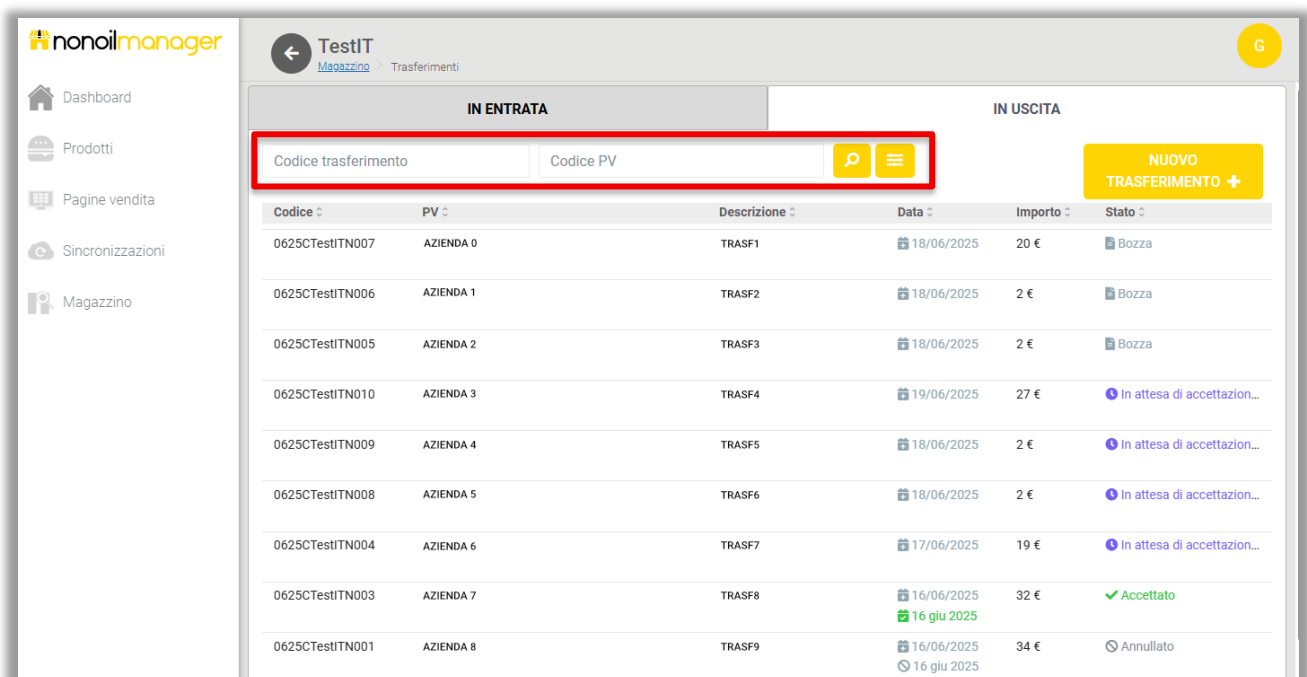 nonoilmanager
TestIT
G
Magazzino > Trasferimenti
Dashboard
Prodotti
Pagine vendita
Sincronizzazioni
Magazzino
IN ENTRATA
IN USCITA
Codice trasferimento
Codice PV
NUOVO
TRASFERIMENTO +
Codice PV Descrizione Data Importo Stato
0625CTestITN007 AZIENDA 0 TRASF1 18/06/2025 20 € Bozza
0625CTestITN006 AZIENDA 1 TRASF2 18/06/2025 2 € Bozza
0625CTestITN005 AZIENDA 2 TRASF3 18/06/2025 2 € Bozza
0625CTestITN010 AZIENDA 3 TRASF4 19/06/2025 27 € In attesa di accettazion...
0625CTestITN009 AZIENDA 4 TRASF5 18/06/2025 2 € In attesa di accettazion...
0625CTestITN008 AZIENDA 5 TRASF6 18/06/2025 2 € In attesa di accettazion...
0625CTestITN004 AZIENDA 6 TRASF7 17/06/2025 19 € In attesa di accettazion...
0625CTestITN003 AZIENDA 7 TRASF8 16/06/2025 32 € Accettato
16 giu 2025
0625CTestITN001 AZIENDA 8 TRASF9 16/06/2025 34 € Annullato
16 giu 2025